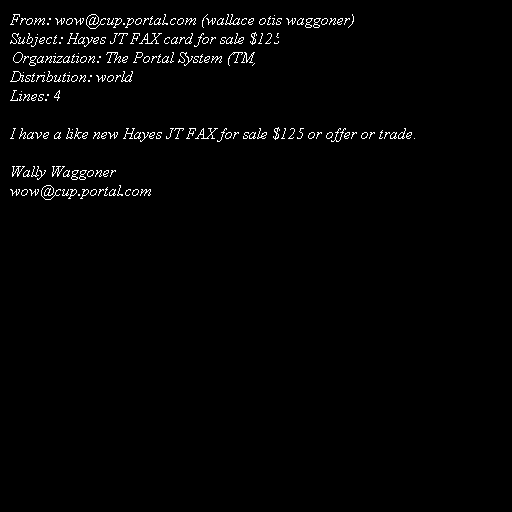 From: wow@cup.portal.com (wallace otis waggoner)
Subject: Hayes JT FAX card for sale $125
Organization: The Portal System (TM)
Distribution: world
Lines: 4

I have a like new Hayes JT FAX for sale $125 or offer or trade.

Wally Waggoner
wow@cup.portal.com